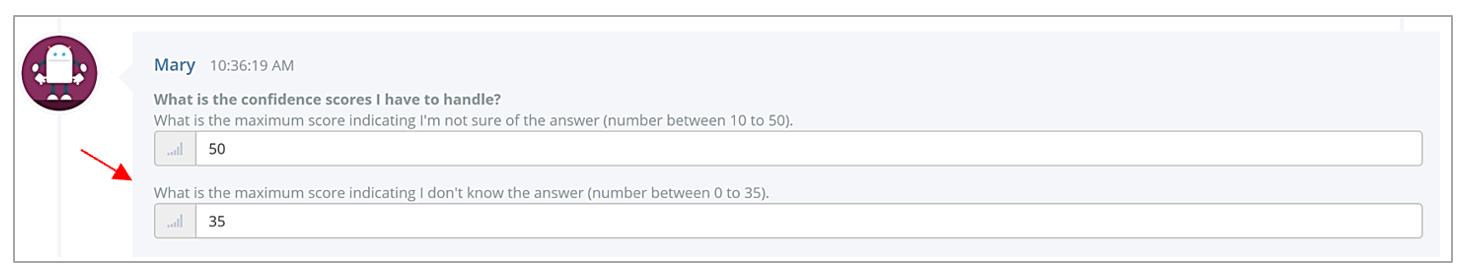 Mary 10:36:19 AM
What is the confidence scores I have to handle?
What is the maximum score indicating I'm not sure of the answer (number between 10 to 50).
50
What is the maximum score indicating I don't know the answer (number between 0 to 35).
35